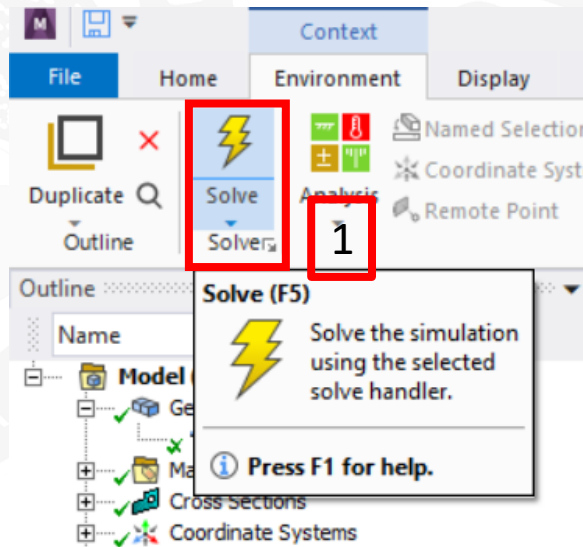 M
Context
File Home Environment Display
Named Selection
Coordinate Syst
Remote Point
Duplicate Solve Analysis
Outline Solver 1
Outline
Name
Solve (F5)
Solve the simulation
using the selected
solve handler.
Press F1 for help.
Model (
Ge
Ma
Cross Sections
Coordinate Systems